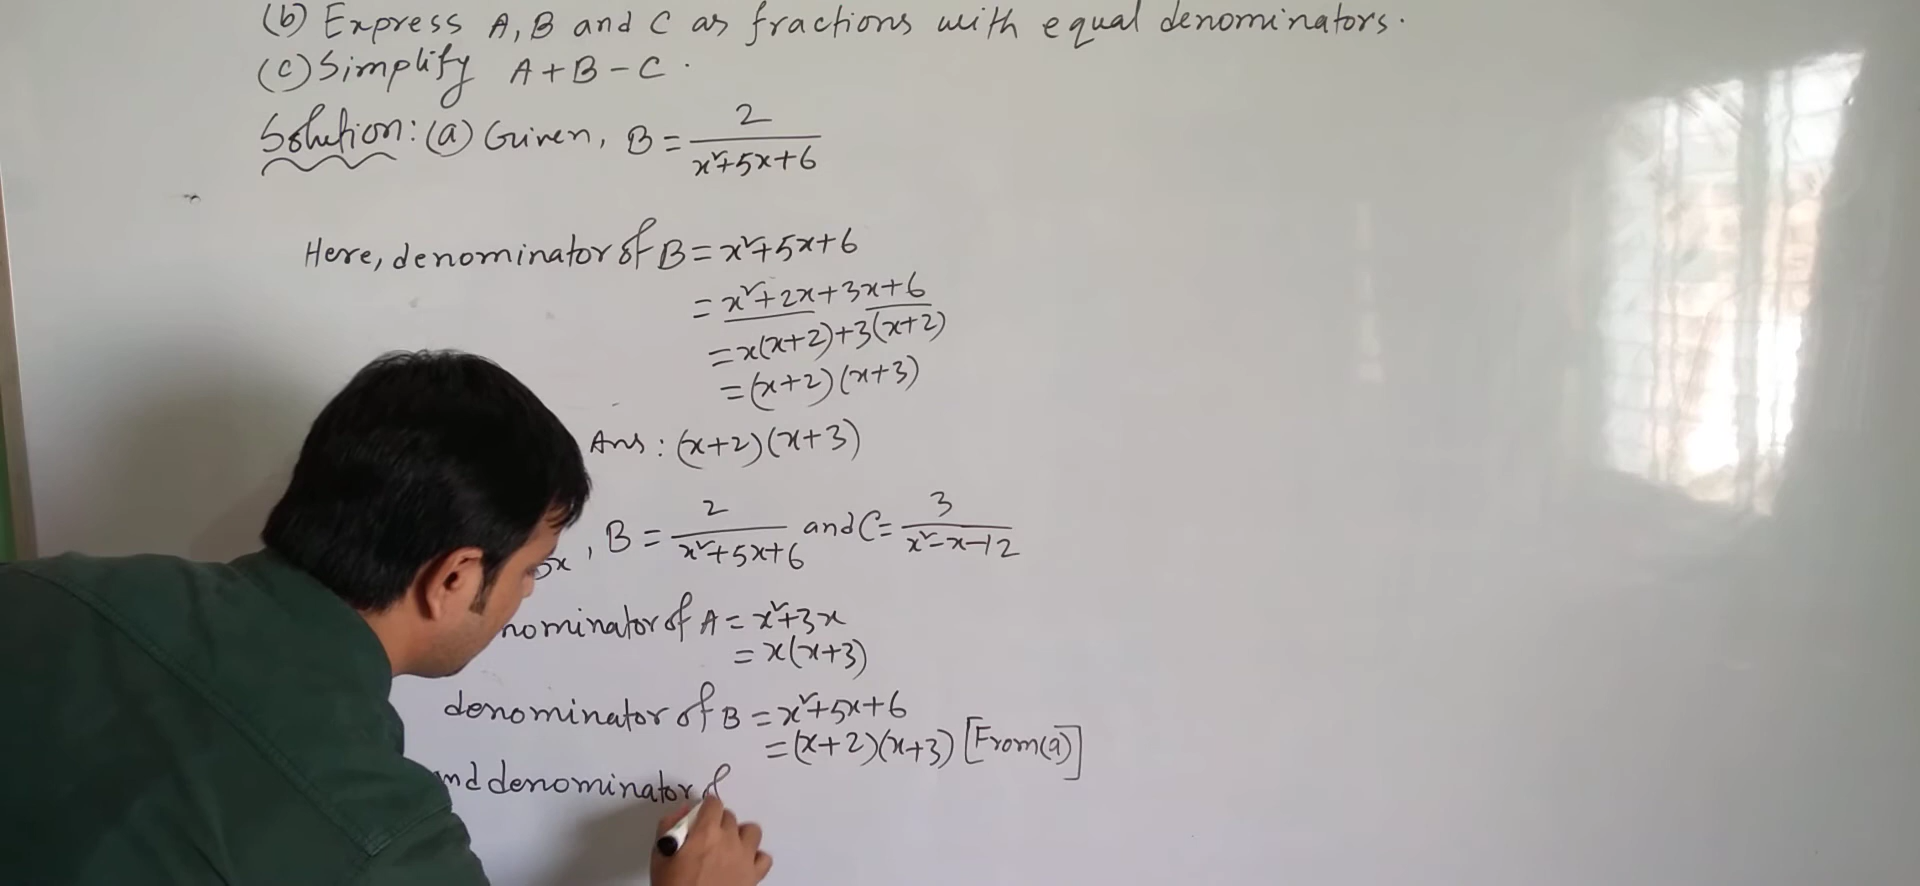 (b) Express A, B and C as fractions with equal denominators.
(c) Simplify A+B-C.
Solution: (a) Given, B = 2/(x²+5x+6)
Here, denominator of B = x²+5x+6
= x²+2x+3x+6
= x(x+2)+3(x+2)
= (x+2)(x+3)
Ans: (x+2)(x+3)
, B = 2/(x²+5x+6) and C = 3/(x²-x-12)
nominator of A = x²+3x
= x(x+3)
denominator of B = x²+5x+6
= (x+2)(x+3) [From(a)]
nd denominator of